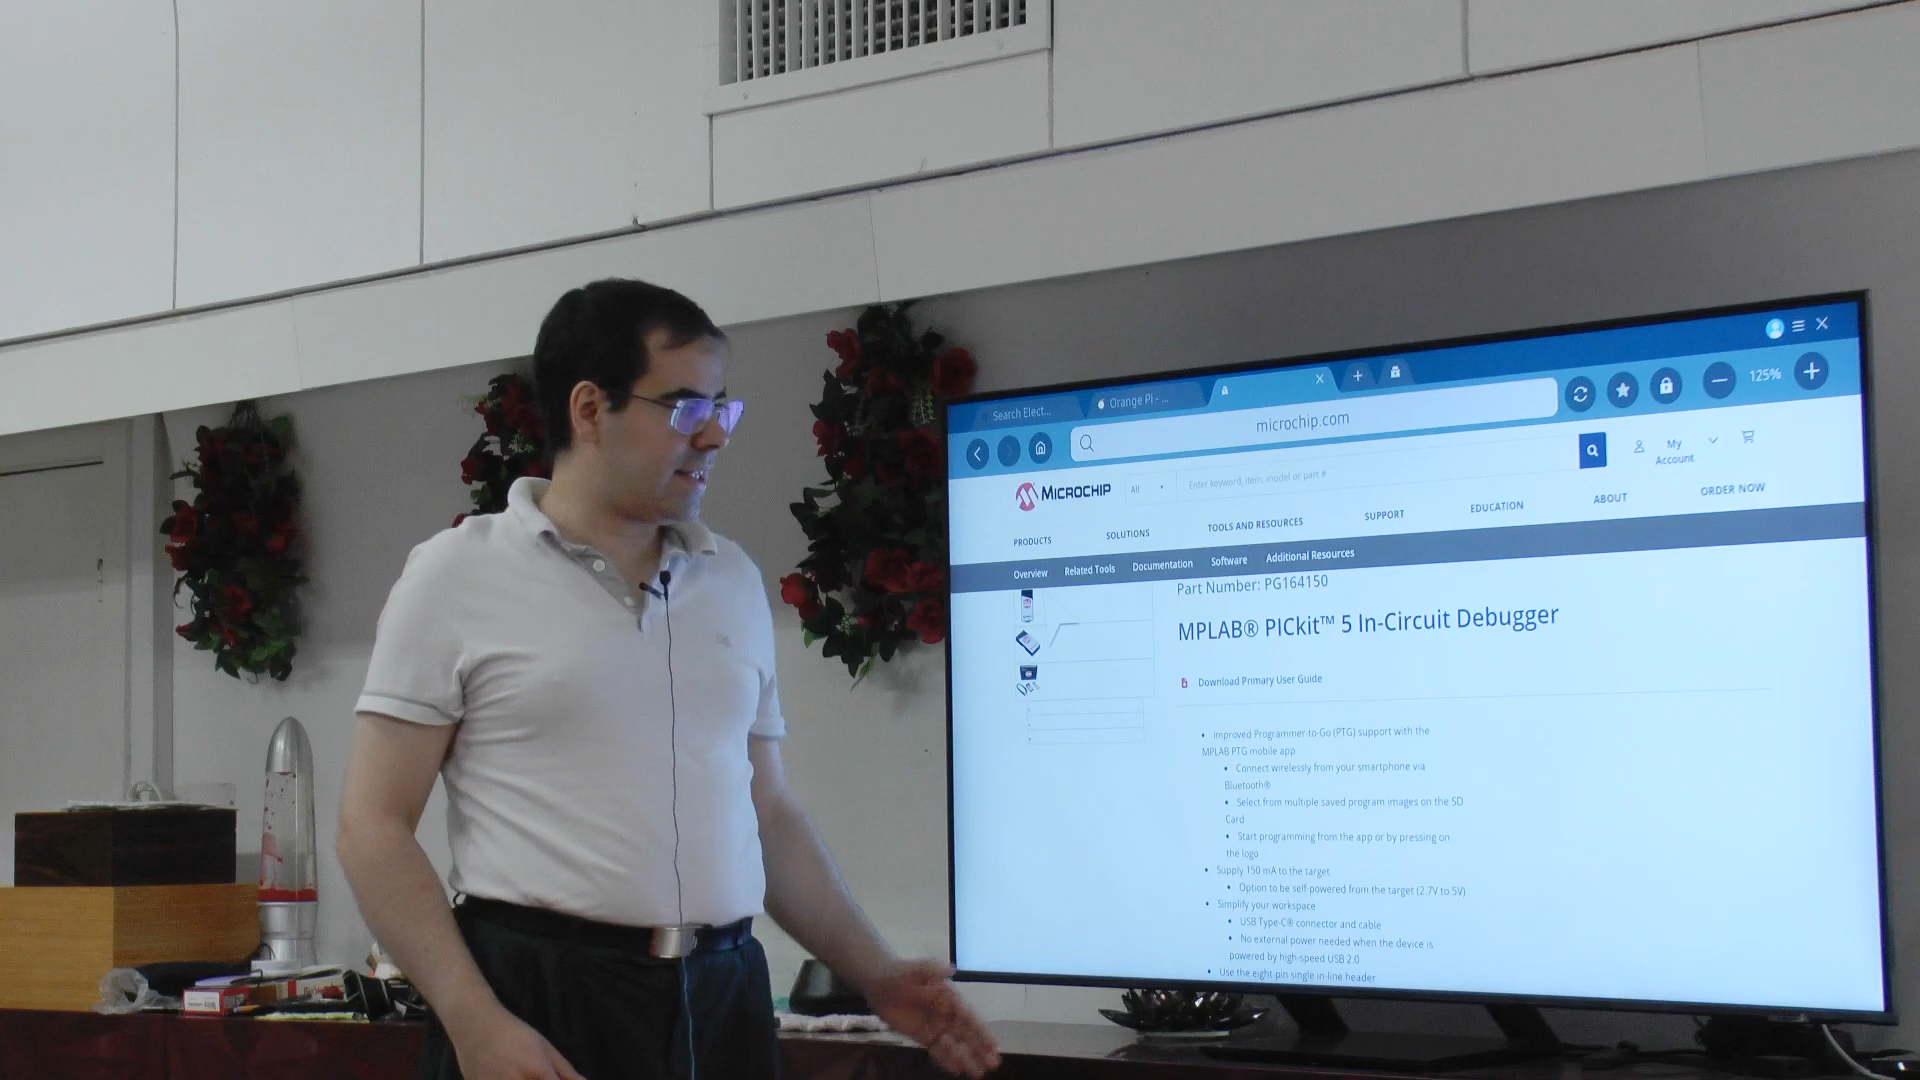 Search Elect...
Orange Pi - ...
125%
microchip.com
MICROCHIP
All
Enter keyword, item, model or part #
My
Account
PRODUCTS
SOLUTIONS
TOOLS AND RESOURCES
SUPPORT
EDUCATION
ABOUT
ORDER NOW
Overview
Related Tools
Documentation
Software
Additional Resources
Part Number: PG164150
MPLAB® PICkit™ 5 In-Circuit Debugger
Download Primary User Guide
• Improved Programmer-to-Go (PTG) support with the
MPLAB PTG mobile app
• Connect wirelessly from your smartphone via
Bluetooth®
• Select from multiple saved program images on the SD
Card
• Start programming from the app or by pressing on
the logo
• Supply 150 mA to the target
• Option to be self-powered from the target (2.7V to 5V)
• Simplify your workspace
• USB Type-C® connector and cable
• No external power needed when the device is
powered by high-speed USB 2.0
• Use the eight-pin single in-line header